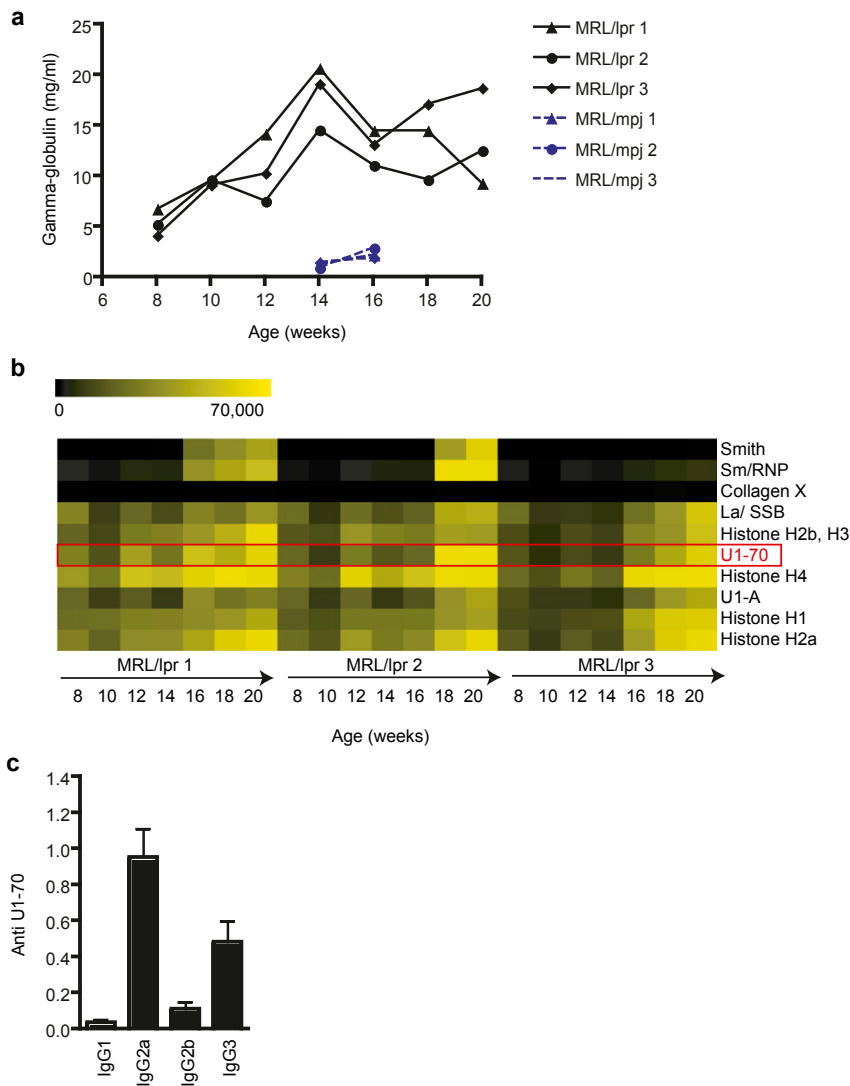 a
Gamma-globulin (mg/ml)
25
20
15
10
5
0
6 8 10 12 14 16 18 20
Age (weeks)
MRL/lpr 1
MRL/lpr 2
MRL/lpr 3
MRL/mpj 1
MRL/mpj 2
MRL/mpj 3
b
0 70,000
Smith
Sm/RNP
Collagen X
La/ SSB
Histone H2b, H3
U1-70
Histone H4
U1-A
Histone H1
Histone H2a
MRL/lpr 1 MRL/lpr 2 MRL/lpr 3
8 10 12 14 16 18 20 8 10 12 14 16 18 20 8 10 12 14 16 18 20
Age (weeks)
c
Anti U1-70
1.4
1.2
1.0
0.8
0.6
0.4
0.2
0.0
IgG1 IgG2a IgG2b IgG3